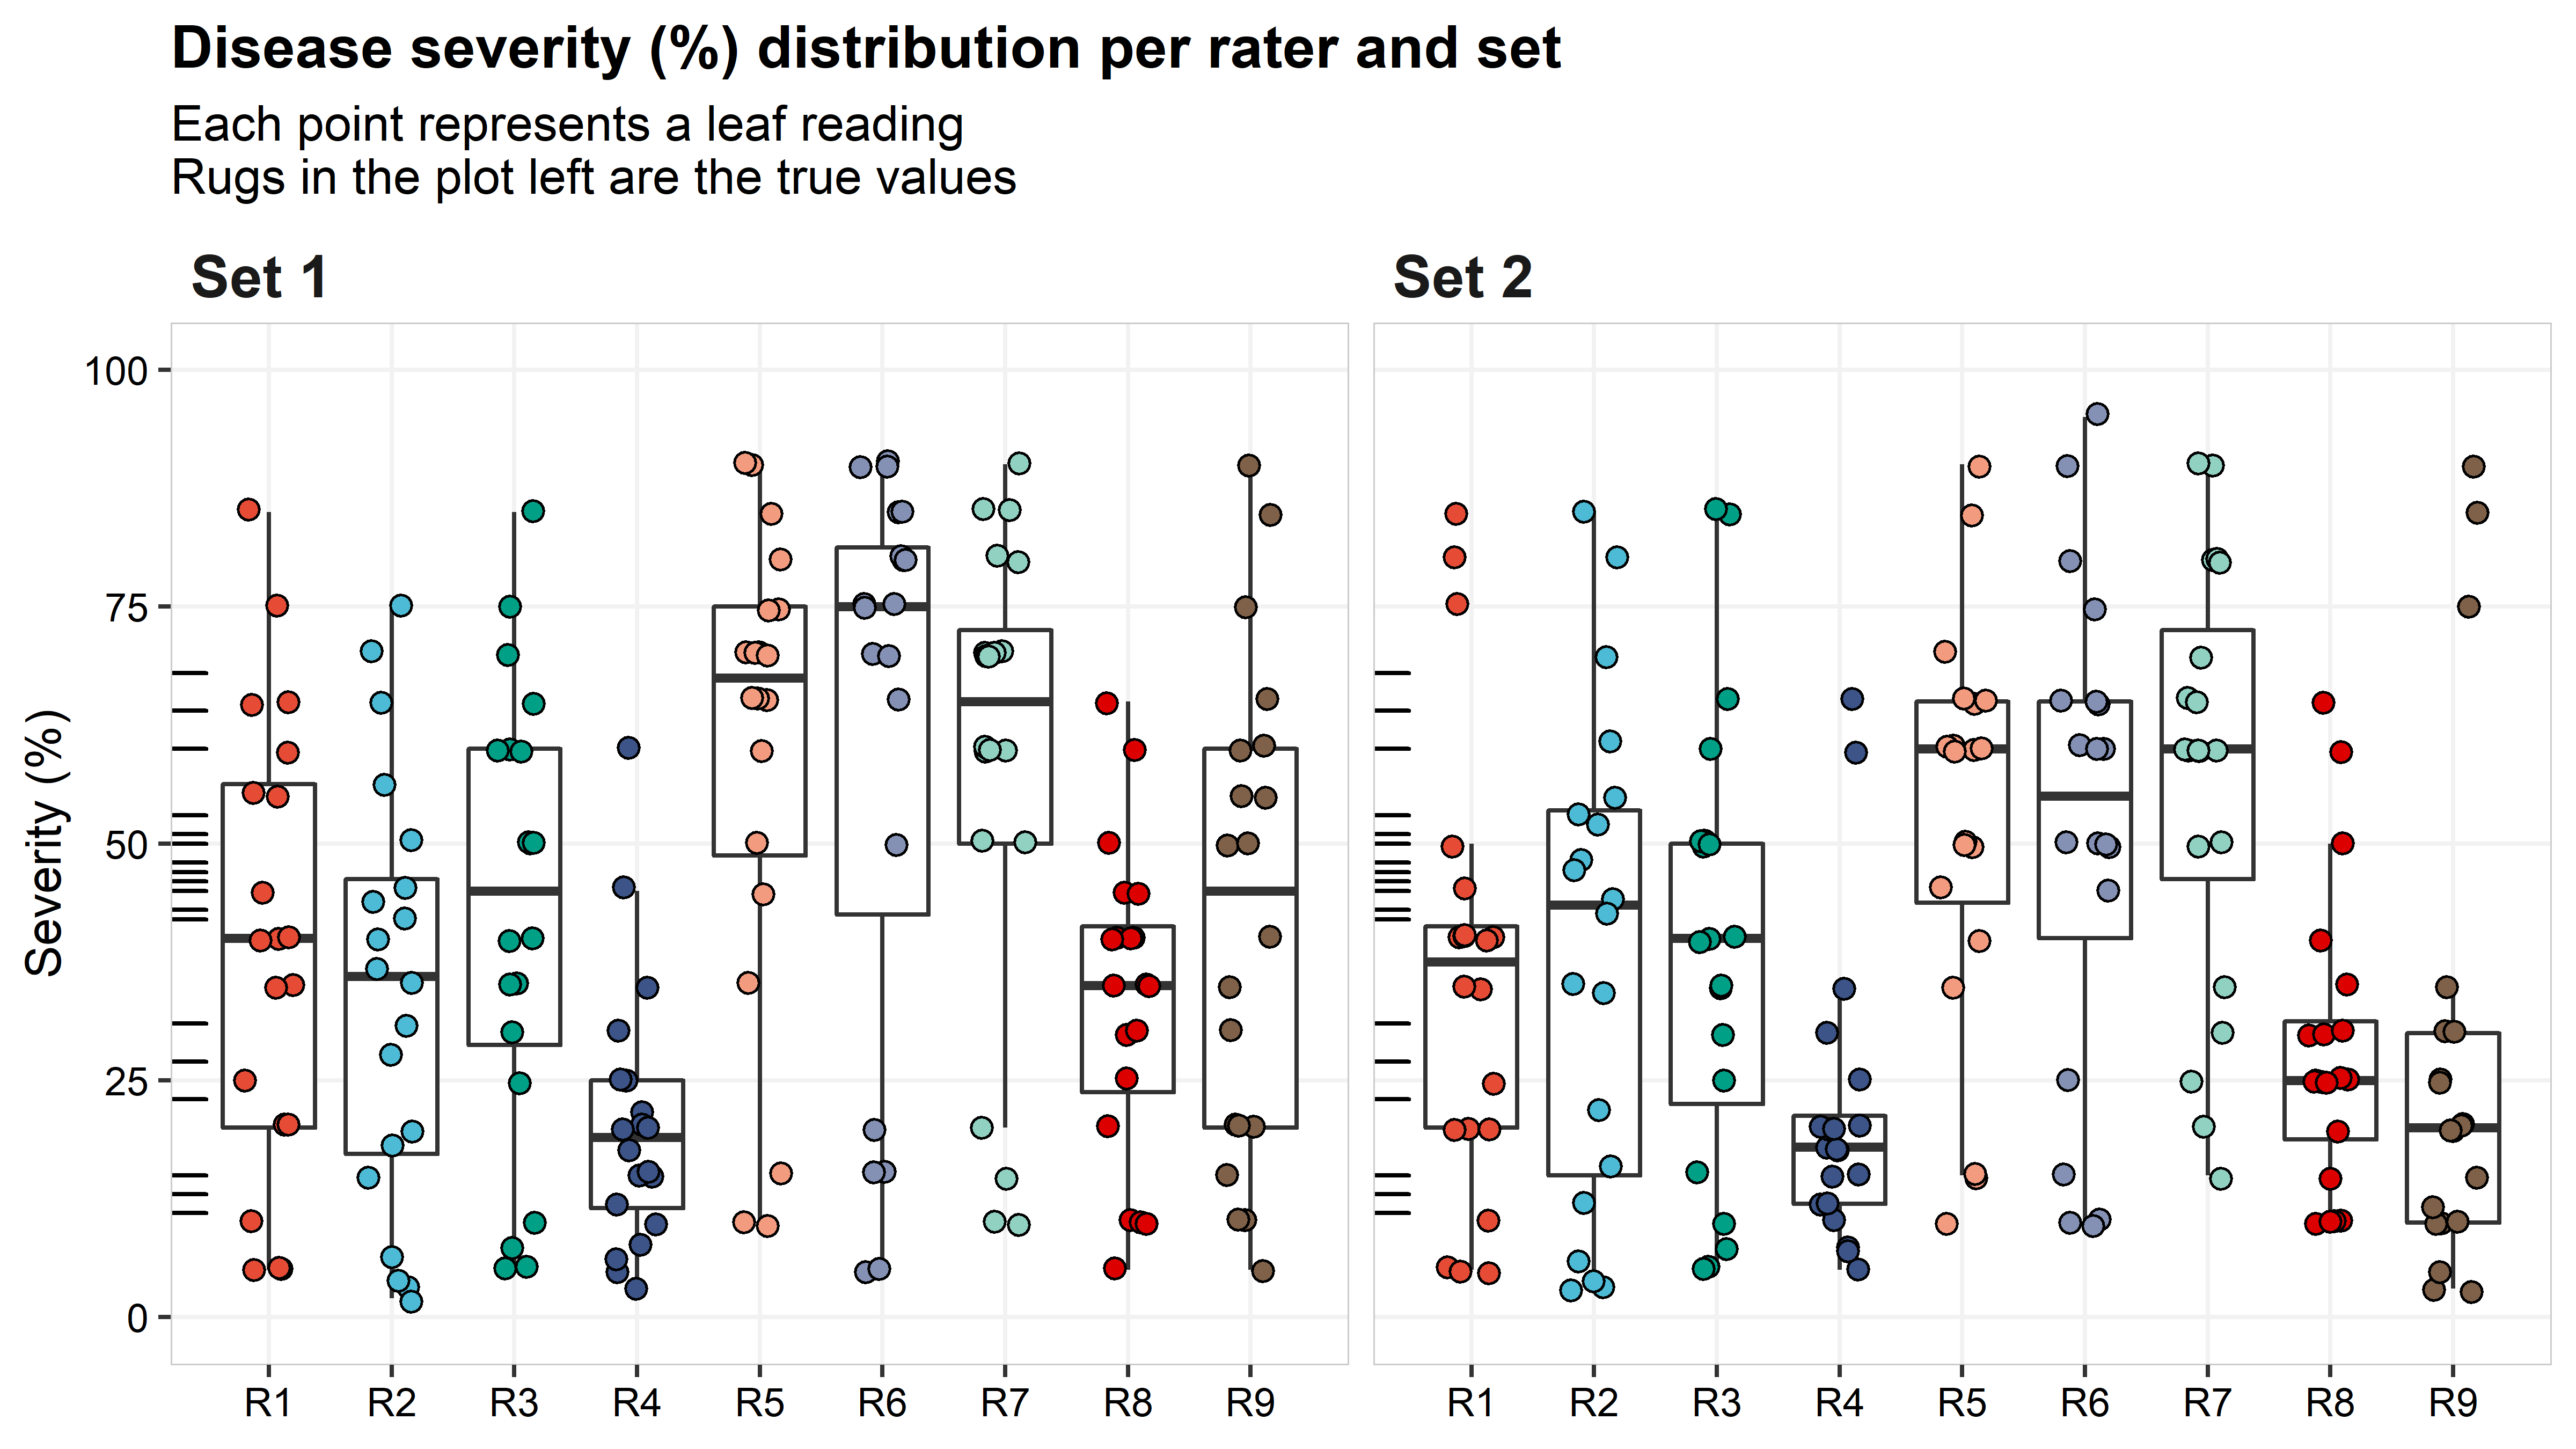 Disease severity (%) distribution per rater and set
Each point represents a leaf reading
Rugs in the plot left are the true values
Set 1
Set 2
Severity (%)
100
75
50
25
0
R1 R2 R3 R4 R5 R6 R7 R8 R9
R1 R2 R3 R4 R5 R6 R7 R8 R9